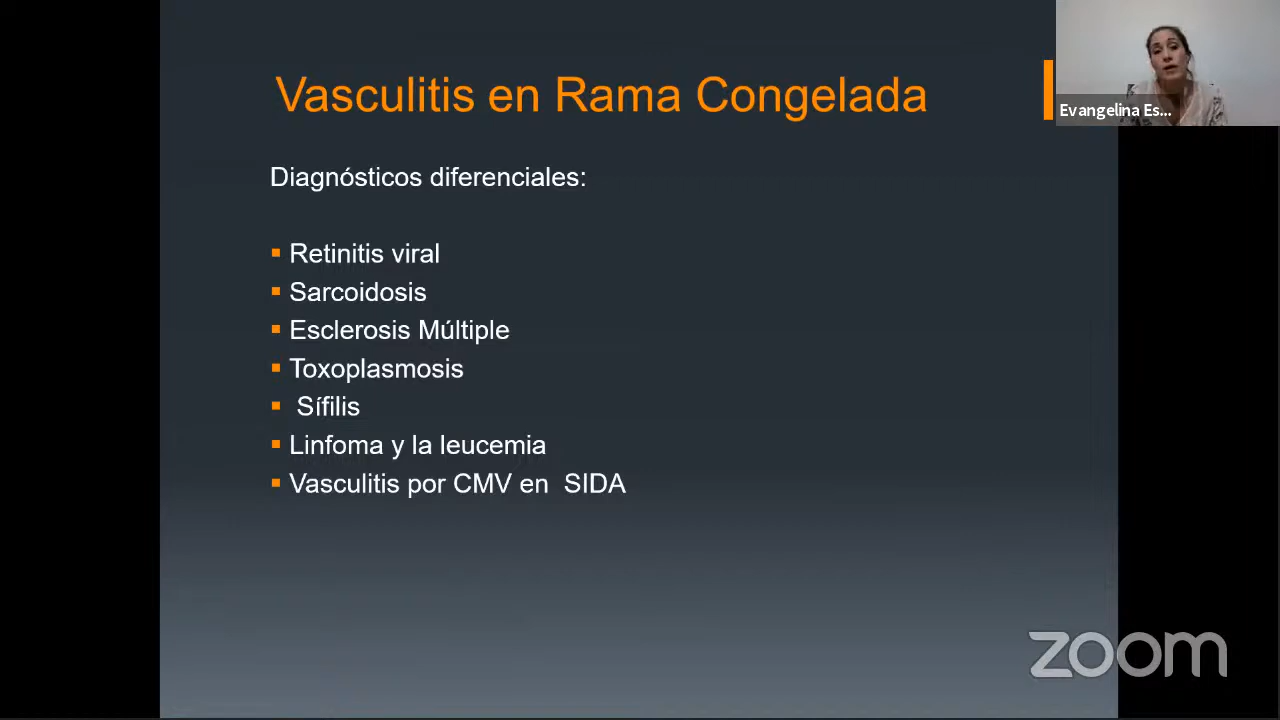 Vasculitis en Rama Congelada
Evangelina Es...
Diagnósticos diferenciales:
Retinitis viral
Sarcoidosis
Esclerosis Múltiple
Toxoplasmosis
Sífilis
Linfoma y la leucemia
Vasculitis por CMV en SIDA
zoom